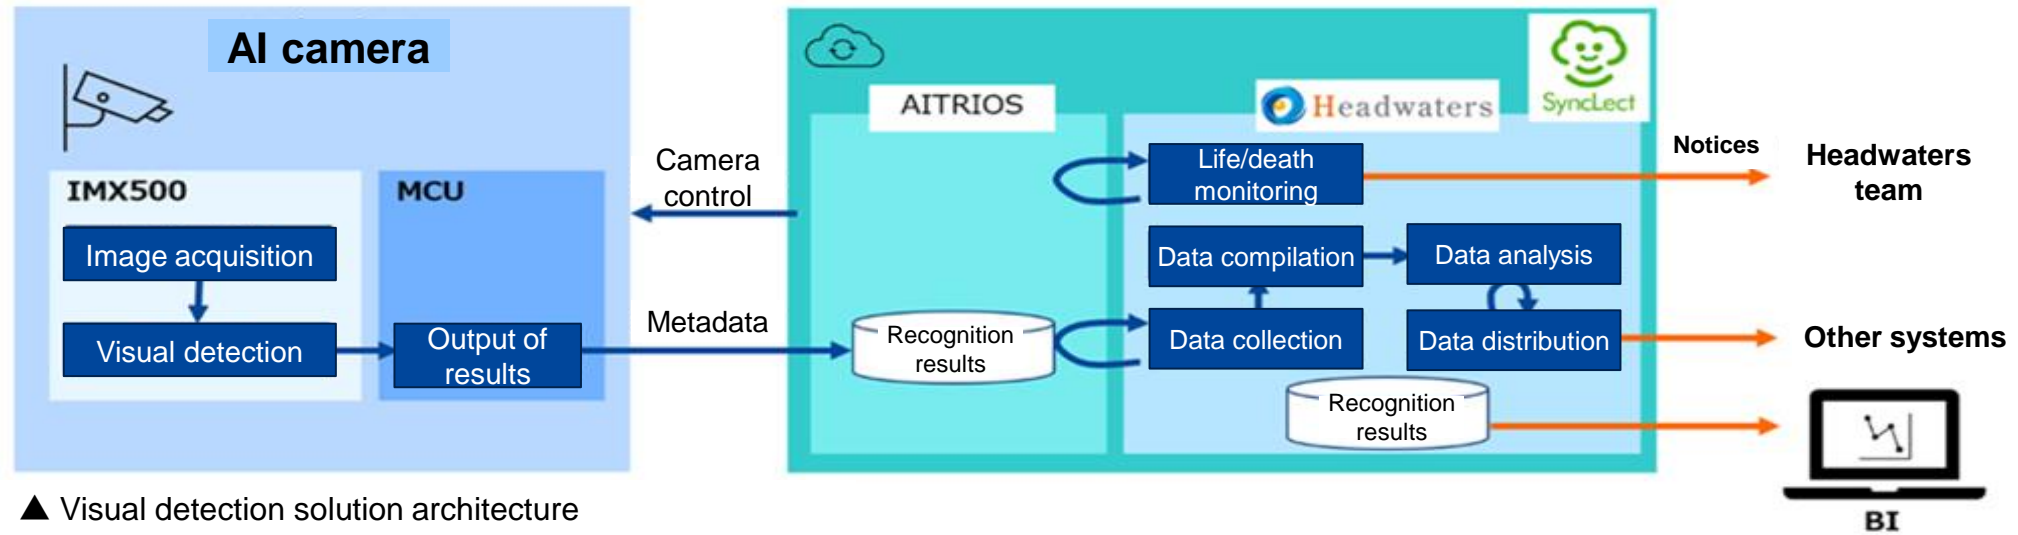 AI camera
IMX500
MCU
Image acquisition
Visual detection
Output of
results
Camera
control
Metadata
AITRIOS
Headwaters
SyncLect
Recognition
results
Life/death
monitoring
Data compilation
Data analysis
Data collection
Data distribution
Recognition
results
Notices
Headwaters
team
Other systems
BI
▲ Visual detection solution architecture